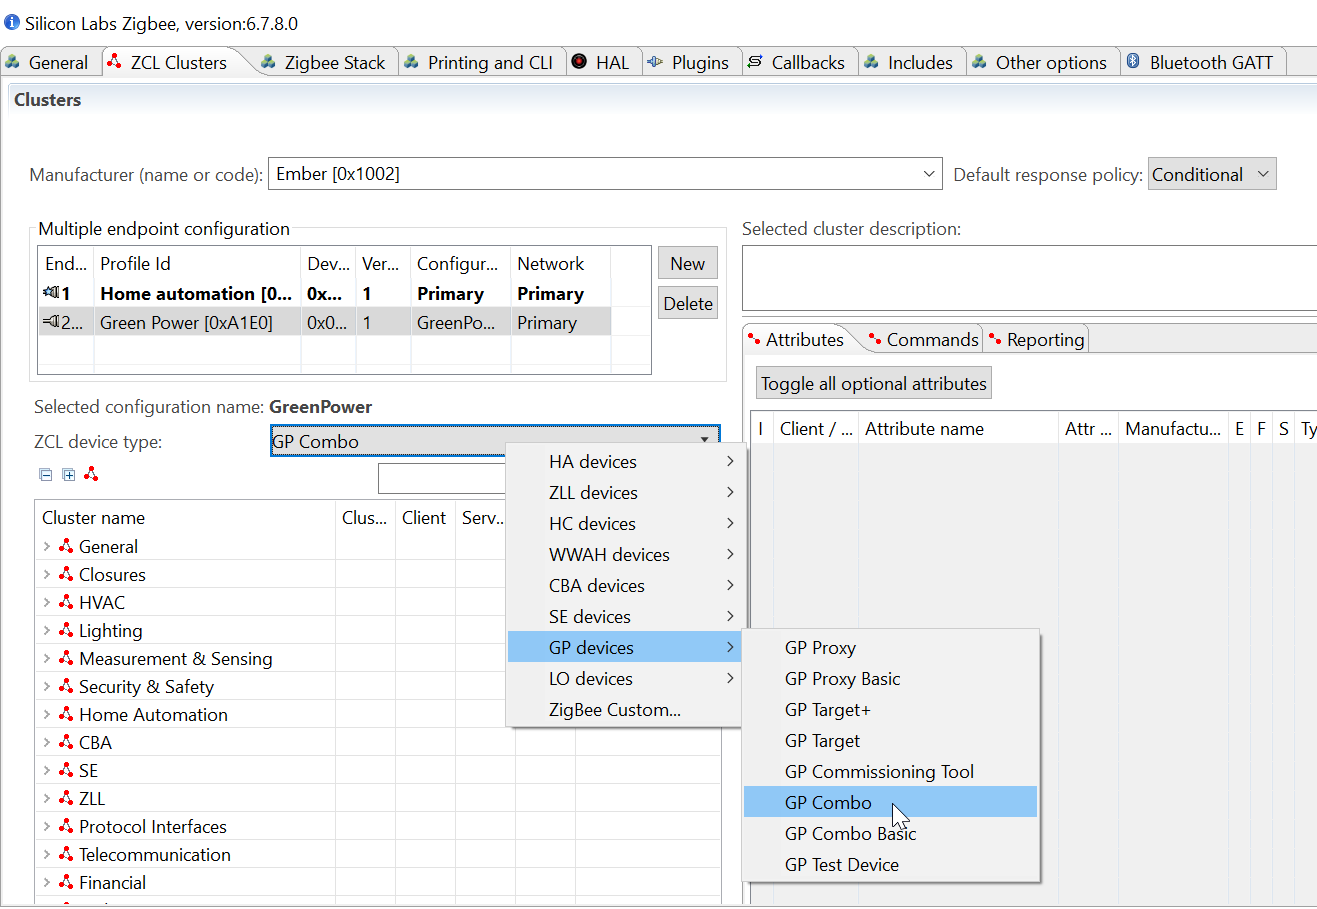 Silicon Labs Zigbee, version:6.7.8.0
General ZCL Clusters Zigbee Stack Printing and CLI HAL Plugins Callbacks Includes Other options Bluetooth GATT
Clusters
Manufacturer (name or code): Ember [0x1002] Default response policy: Conditional
Multiple endpoint configuration
End... Profile Id Dev... Ver... Configur... Network
1 Home automation [0... 0x... 1 Primary Primary
2... Green Power [0xA1E0] 0x0... 1 GreenPo... Primary
New
Delete
Selected configuration name: GreenPower
ZCL device type: GP Combo
Cluster name Clus... Client Serv..
General
Closures
HVAC
Lighting
Measurement & Sensing
Security & Safety
Home Automation
CBA
SE
ZLL
Protocol Interfaces
Telecommunication
Financial
HA devices
ZLL devices
HC devices
WWAH devices
CBA devices
SE devices
GP devices
LO devices
ZigBee Custom...
GP Proxy
GP Proxy Basic
GP Target+
GP Target
GP Commissioning Tool
GP Combo
GP Combo Basic
GP Test Device
Selected cluster description:
Attributes Commands Reporting
Toggle all optional attributes
I Client / ... Attribute name Attr ... Manufactu... E F S Ty